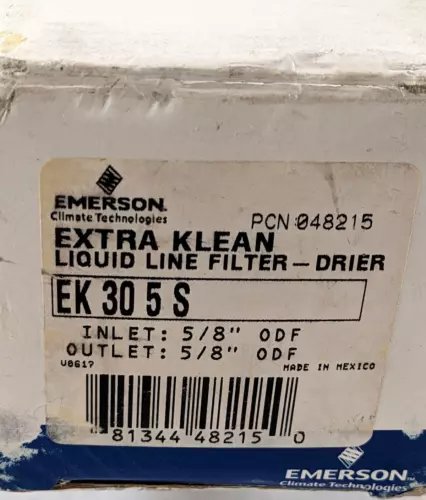 EMERSON.
Climate Technologies
PCN 048215
EXTRA KLEAN
LIQUID LINE FILTER - DRIER
EK 30 5 S
INLET: 5/8" ODF
OUTLET: 5/8" ODF
U0617
MADE IN MEXICO
81344 48215 0
EMERSON
Climate Technologies